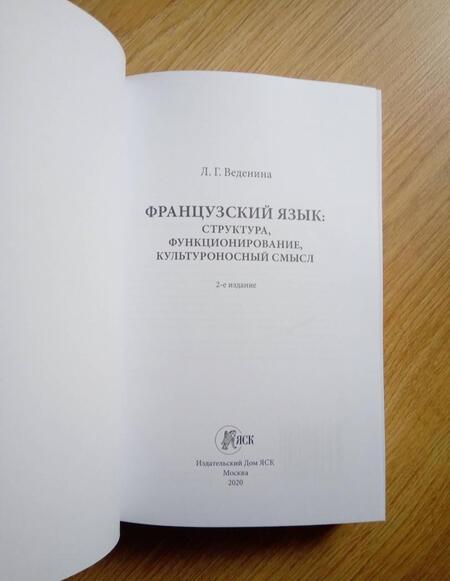 Л. Г. Веденина
ФРАНЦУЗСКИЙ ЯЗЫК:
СТРУКТУРА,
ФУНКЦИОНИРОВАНИЕ,
КУЛЬТУРОНОСНЫЙ СМЫСЛ
2-е издание
ЯСК
Издательский Дом ЯСК
Москва
2020